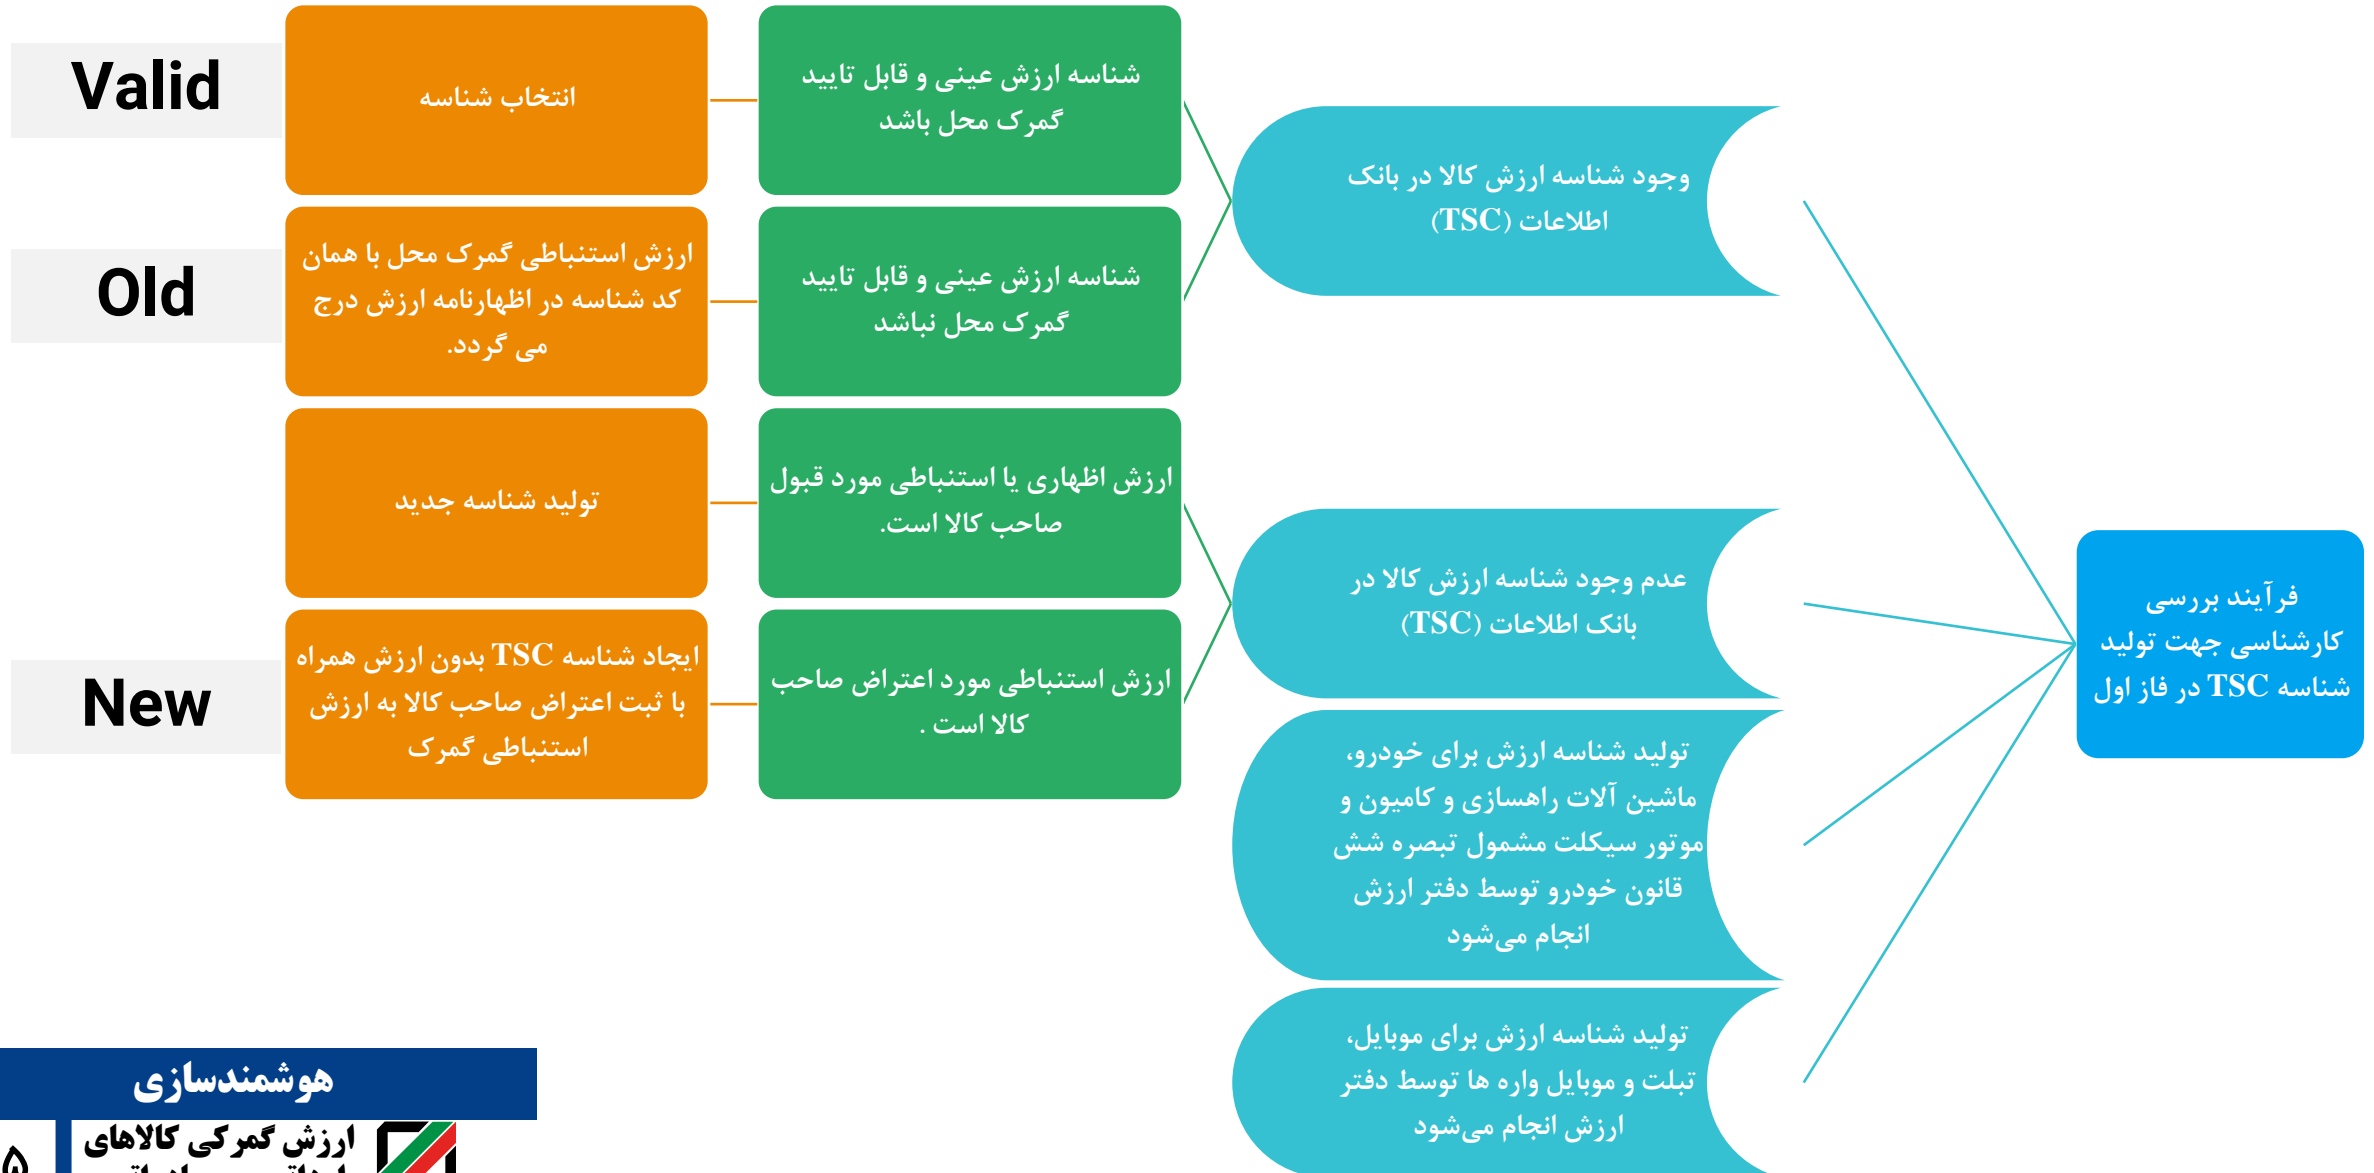 فرآیند بررسی
کارشناسی جهت تولید
شناسه TSC در فاز اول
وجود شناسه ارزش کالا در بانک
اطلاعات (TSC)
شناسه ارزش عینی و قابل تایید
گمرک محل باشد
انتخاب شناسه
Valid
شناسه ارزش عینی و قابل تایید
گمرک محل نباشد
ارزش استنباطی گمرک محل با همان
کد شناسه در اظهارنامه ارزش درج
می گردد.
Old
عدم وجود شناسه ارزش کالا در
بانک اطلاعات (TSC)
ارزش اظهاری یا استنباطی مورد قبول
صاحب کالا است.
تولید شناسه جدید
ارزش استنباطی مورد اعتراض صاحب
کالا است .
ایجاد شناسه TSC بدون ارزش همراه
با ثبت اعتراض صاحب کالا به ارزش
استنباطی گمرک
New
تولید شناسه ارزش برای خودرو،
ماشین آلات راهسازی و کامیون و
موتور سیکلت مشمول تبصره شش
قانون خودرو توسط دفتر ارزش
انجام می‌شود
تولید شناسه ارزش برای موبایل،
تبلت و موبایل واره ها توسط دفتر
ارزش انجام می‌شود
هوشمندسازی
ارزش گمرکی کالاهای
۵